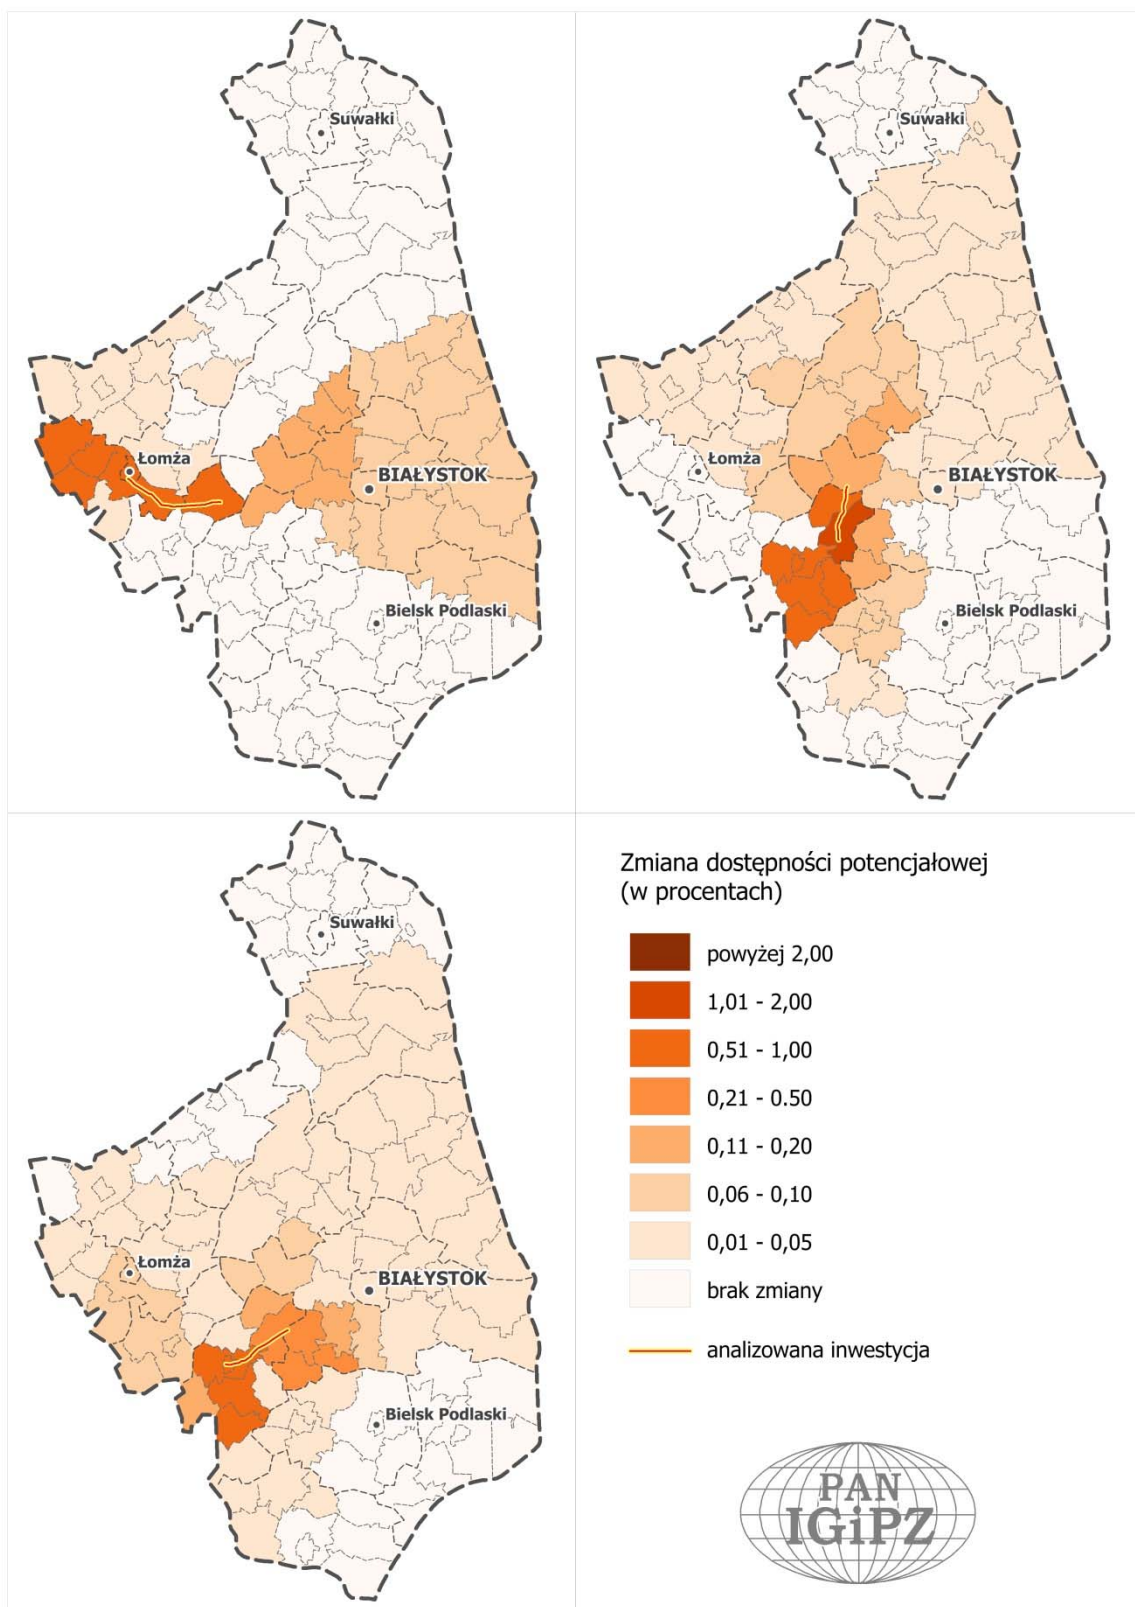 Suwałki
Łomża
BIAŁYSTOK
Bielsk Podlaski
Suwałki
Łomża
BIAŁYSTOK
Bielsk Podlaski
Suwałki
Łomża
BIAŁYSTOK
Bielsk Podlaski
Zmiana dostępności potencjałowej
(w procentach)
powyżej 2,00
1,01 - 2,00
0,51 - 1,00
0,21 - 0.50
0,11 - 0,20
0,06 - 0,10
0,01 - 0,05
brak zmiany
analizowana inwestycja
PAN
IGiPZ